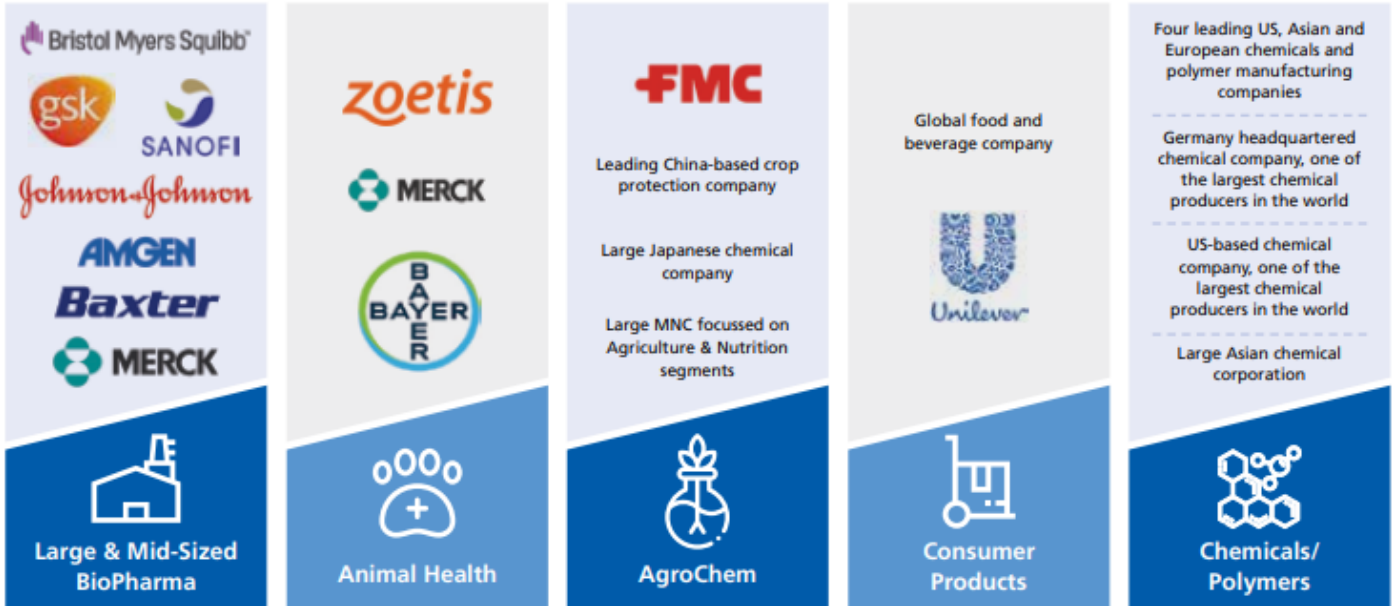 Bristol Myers Squibb™
gsk
SANOFI
Johnson & Johnson
AMGEN
Baxter
MERCK
Large & Mid-Sized
BioPharma
zoetis
MERCK
BAYER
BAYER
Animal Health
FMC
Leading China-based crop
protection company
Large Japanese chemical
company
Large MNC focussed on
Agriculture & Nutrition
segments
AgroChem
Global food and
beverage company
Unilever
Consumer
Products
Four leading US, Asian and
European chemicals and
polymer manufacturing
companies
Germany headquartered
chemical company, one of
the largest chemical
producers in the world
US-based chemical
company, one of the
largest chemical
producers in the world
Large Asian chemical
corporation
Chemicals/
Polymers